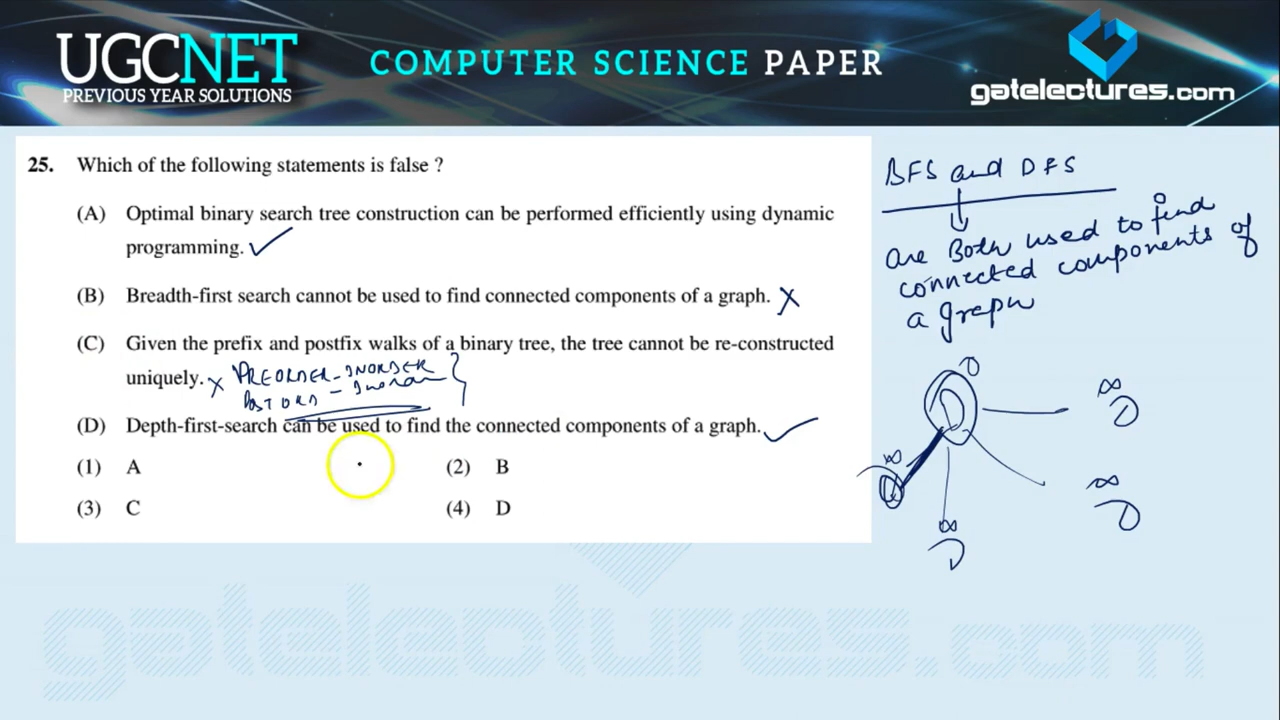 UGCNET
PREVIOUS YEAR SOLUTIONS
COMPUTER SCIENCE PAPER
gatelectures.com
25. Which of the following statements is false ?
(A) Optimal binary search tree construction can be performed efficiently using dynamic
programming.
(B) Breadth-first search cannot be used to find connected components of a graph.
(C) Given the prefix and postfix walks of a binary tree, the tree cannot be re-constructed
uniquely.
PREORDER - INORDER
(D) Depth-first-search can be used to find the connected components of a graph.
(1) A (2) B
(3) C (4) D
BFS and DFS
are Both used to find
connected components of
a graph
∞
∞
∞
∞
gatelectures.com